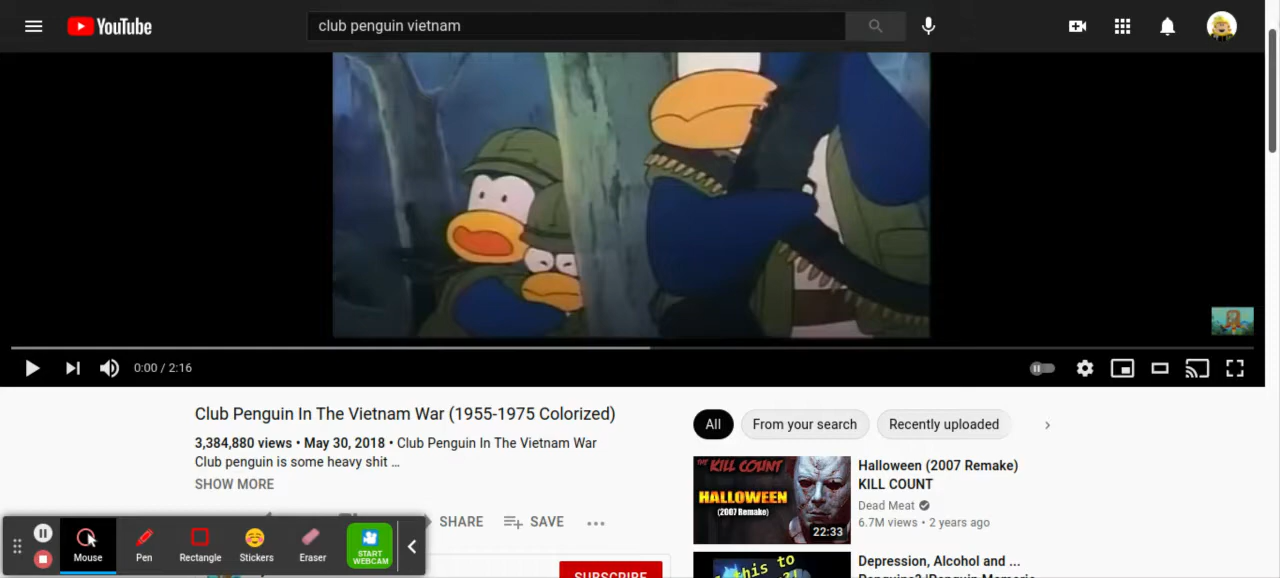 YouTube
club penguin vietnam
0:00 / 2:16
Club Penguin In The Vietnam War (1955-1975 Colorized)
3,384,880 views • May 30, 2018 • Club Penguin In The Vietnam War
Club penguin is some heavy shit ...
SHOW MORE
SHARE
SAVE
SUBSCRIBE
All
From your search
Recently uploaded
KILL COUNT
HALLOWEEN
(2007 Remake)
22:33
Halloween (2007 Remake)
KILL COUNT
Dead Meat
6.7M views • 2 years ago
this to
Depression, Alcohol and ...
Mouse
Pen
Rectangle
Stickers
Eraser
START
WEBCAM